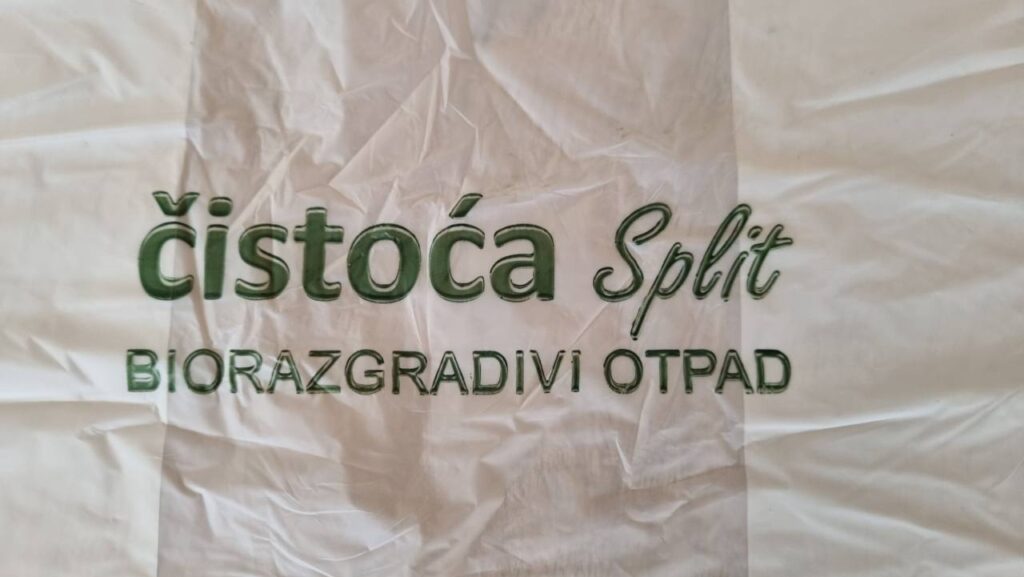 čistoća Split
BIORAZGRADIVI OTPAD